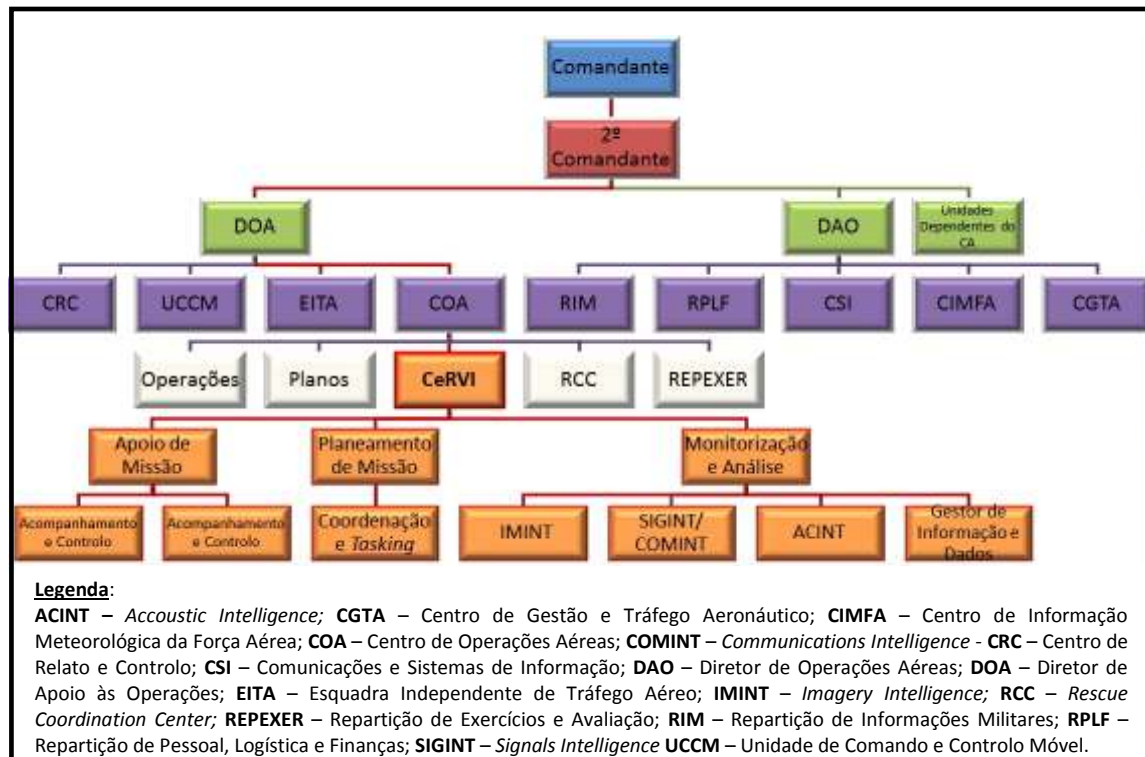 Comandante
2º
Comandante
DOA
DAO
Unidades
Dependentes do
CA
CRC
UCCM
EITA
COA
RIM
RPLF
CSI
CIMFA
CGTA
Operações
Planos
CeRVI
RCC
REPEXER
Apoio de
Missão
Planeamento
de Missão
Monitorização
e Análise
Acompanhamento
e Controlo
Acompanhamento
e Controlo
Coordenação
e Tasking
IMINT
SIGINT/
COMINT
ACINT
Gestor de
Informação e
Dados
Legenda:
ACINT – Accoustic Intelligence; CGTA – Centro de Gestão e Tráfego Aeronáutico; CIMFA – Centro de Informação
Meteorológica da Força Aérea; COA – Centro de Operações Aéreas; COMINT – Communications Intelligence - CRC – Centro de
Relato e Controlo; CSI – Comunicações e Sistemas de Informação; DAO – Diretor de Operações Aéreas; DOA – Diretor de
Apoio às Operações; EITA – Esquadra Independente de Tráfego Aéreo; IMINT – Imagery Intelligence; RCC – Rescue
Coordination Center; REPEXER – Repartição de Exercícios e Avaliação; RIM – Repartição de Informações Militares; RPLF –
Repartição de Pessoal, Logística e Finanças; SIGINT – Signals Intelligence UCCM – Unidade de Comando e Controlo Móvel.